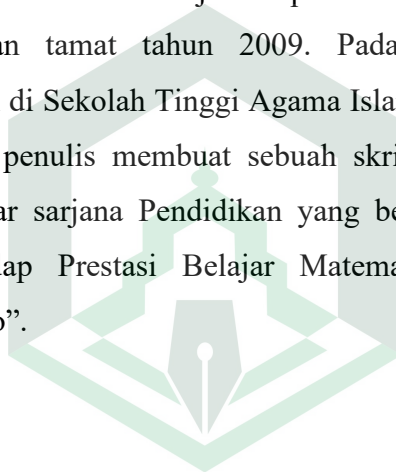 an tamat tahun 2009. Pada
di Sekolah Tinggi Agama Isla
penulis membuat sebuah skri
ar sarjana Pendidikan yang be
ap Prestasi Belajar Matema
o”.